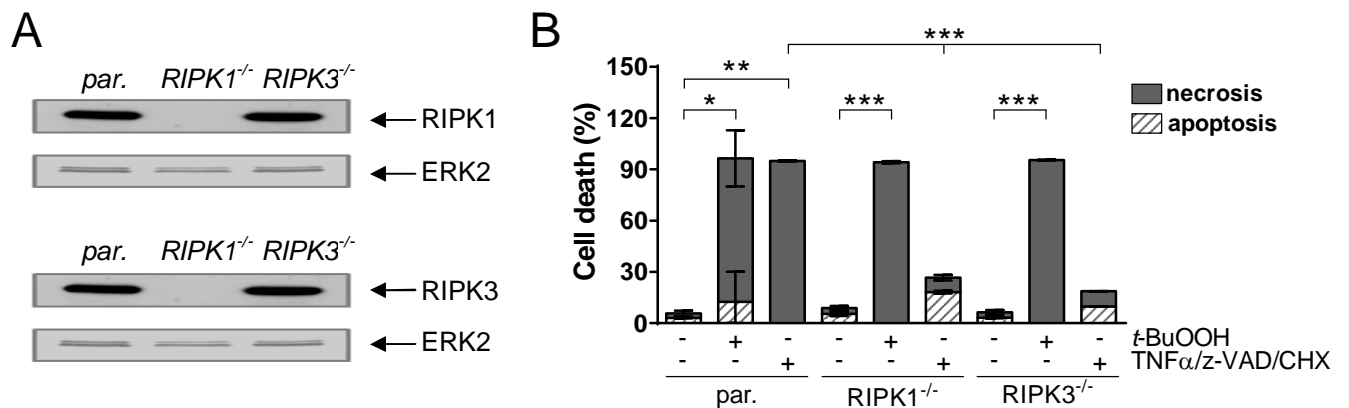 A
par. RIPK1-/- RIPK3-/-
RIPK1
ERK2
par. RIPK1-/- RIPK3-/-
RIPK3
ERK2
B
***
**
* *** ***
150
120
90
60
30
0
Cell death (%)
necrosis
apoptosis
- + - - + - - + - t-BuOOH
- - + - - + - - + TNFα/z-VAD/CHX
par. RIPK1-/- RIPK3-/-